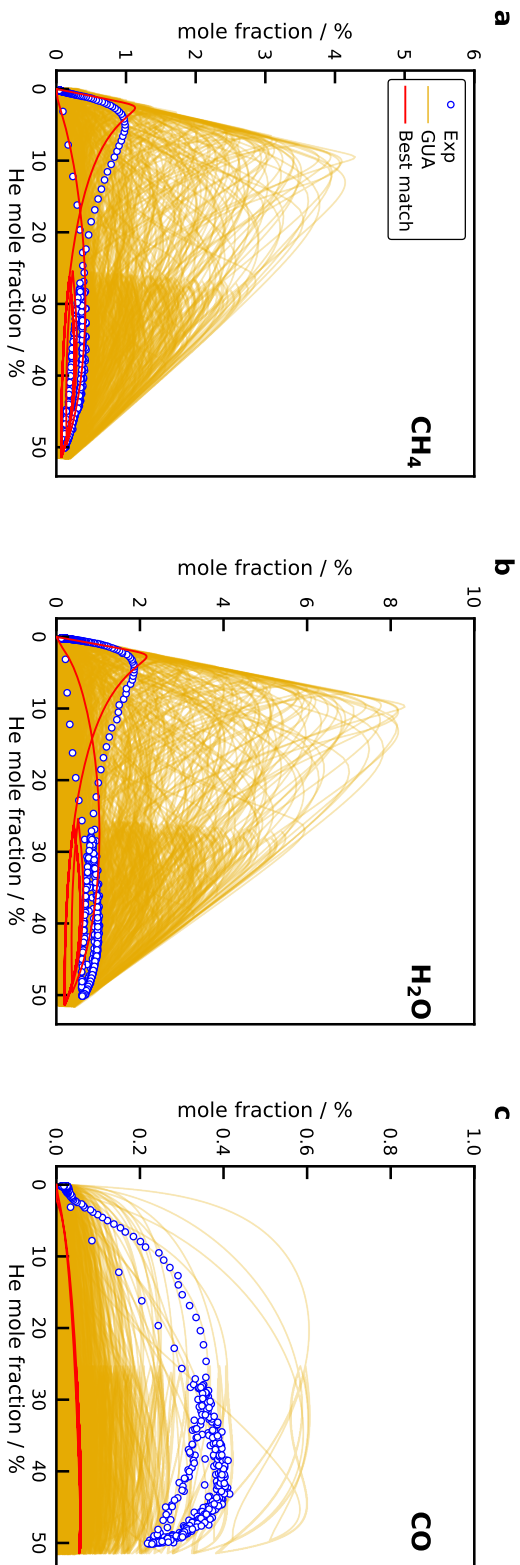 a
mole fraction / %
6
5
4
3
2
1
0
Exp
GUA
Best match
CH4
0
10
20
30
40
50
He mole fraction / %
b
mole fraction / %
10
8
6
4
2
0
H2O
0
10
20
30
40
50
He mole fraction / %
c
mole fraction / %
1.0
0.8
0.6
0.4
0.2
0.0
CO
0
10
20
30
40
50
He mole fraction / %